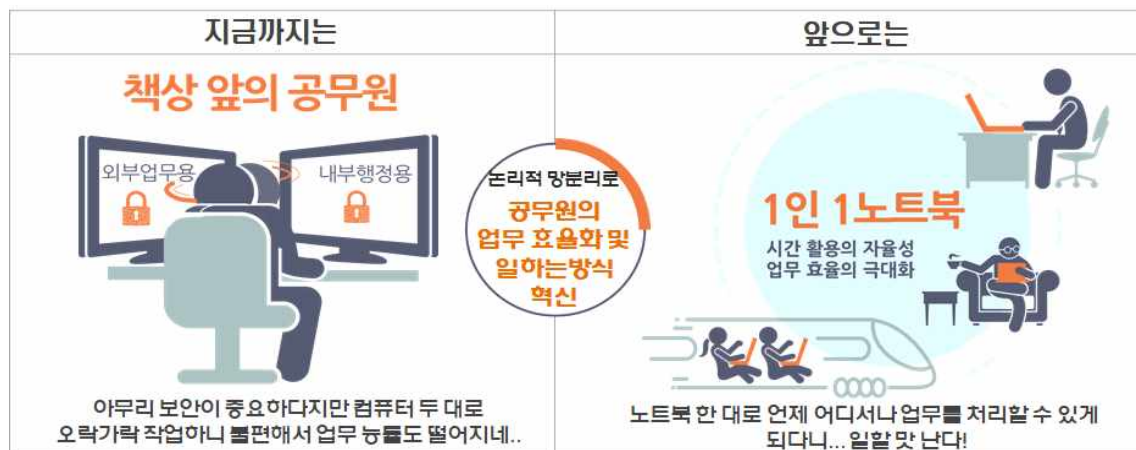 지금까지는
책상 앞의 공무원
외부업무용
내부행정용
아무리 보안이 중요하다지만 컴퓨터 두 대로
오락가락 작업하니 불편해서 업무 능률도 떨어지네..
논리적 망분리로
공무원의
업무 효율화 및
일하는방식
혁신
앞으로는
1인 1노트북
시간 활용의 자율성
업무 효율의 극대화
노트북 한 대로 언제 어디서나 업무를 처리할 수 있게
되다니... 일할 맛 난다!